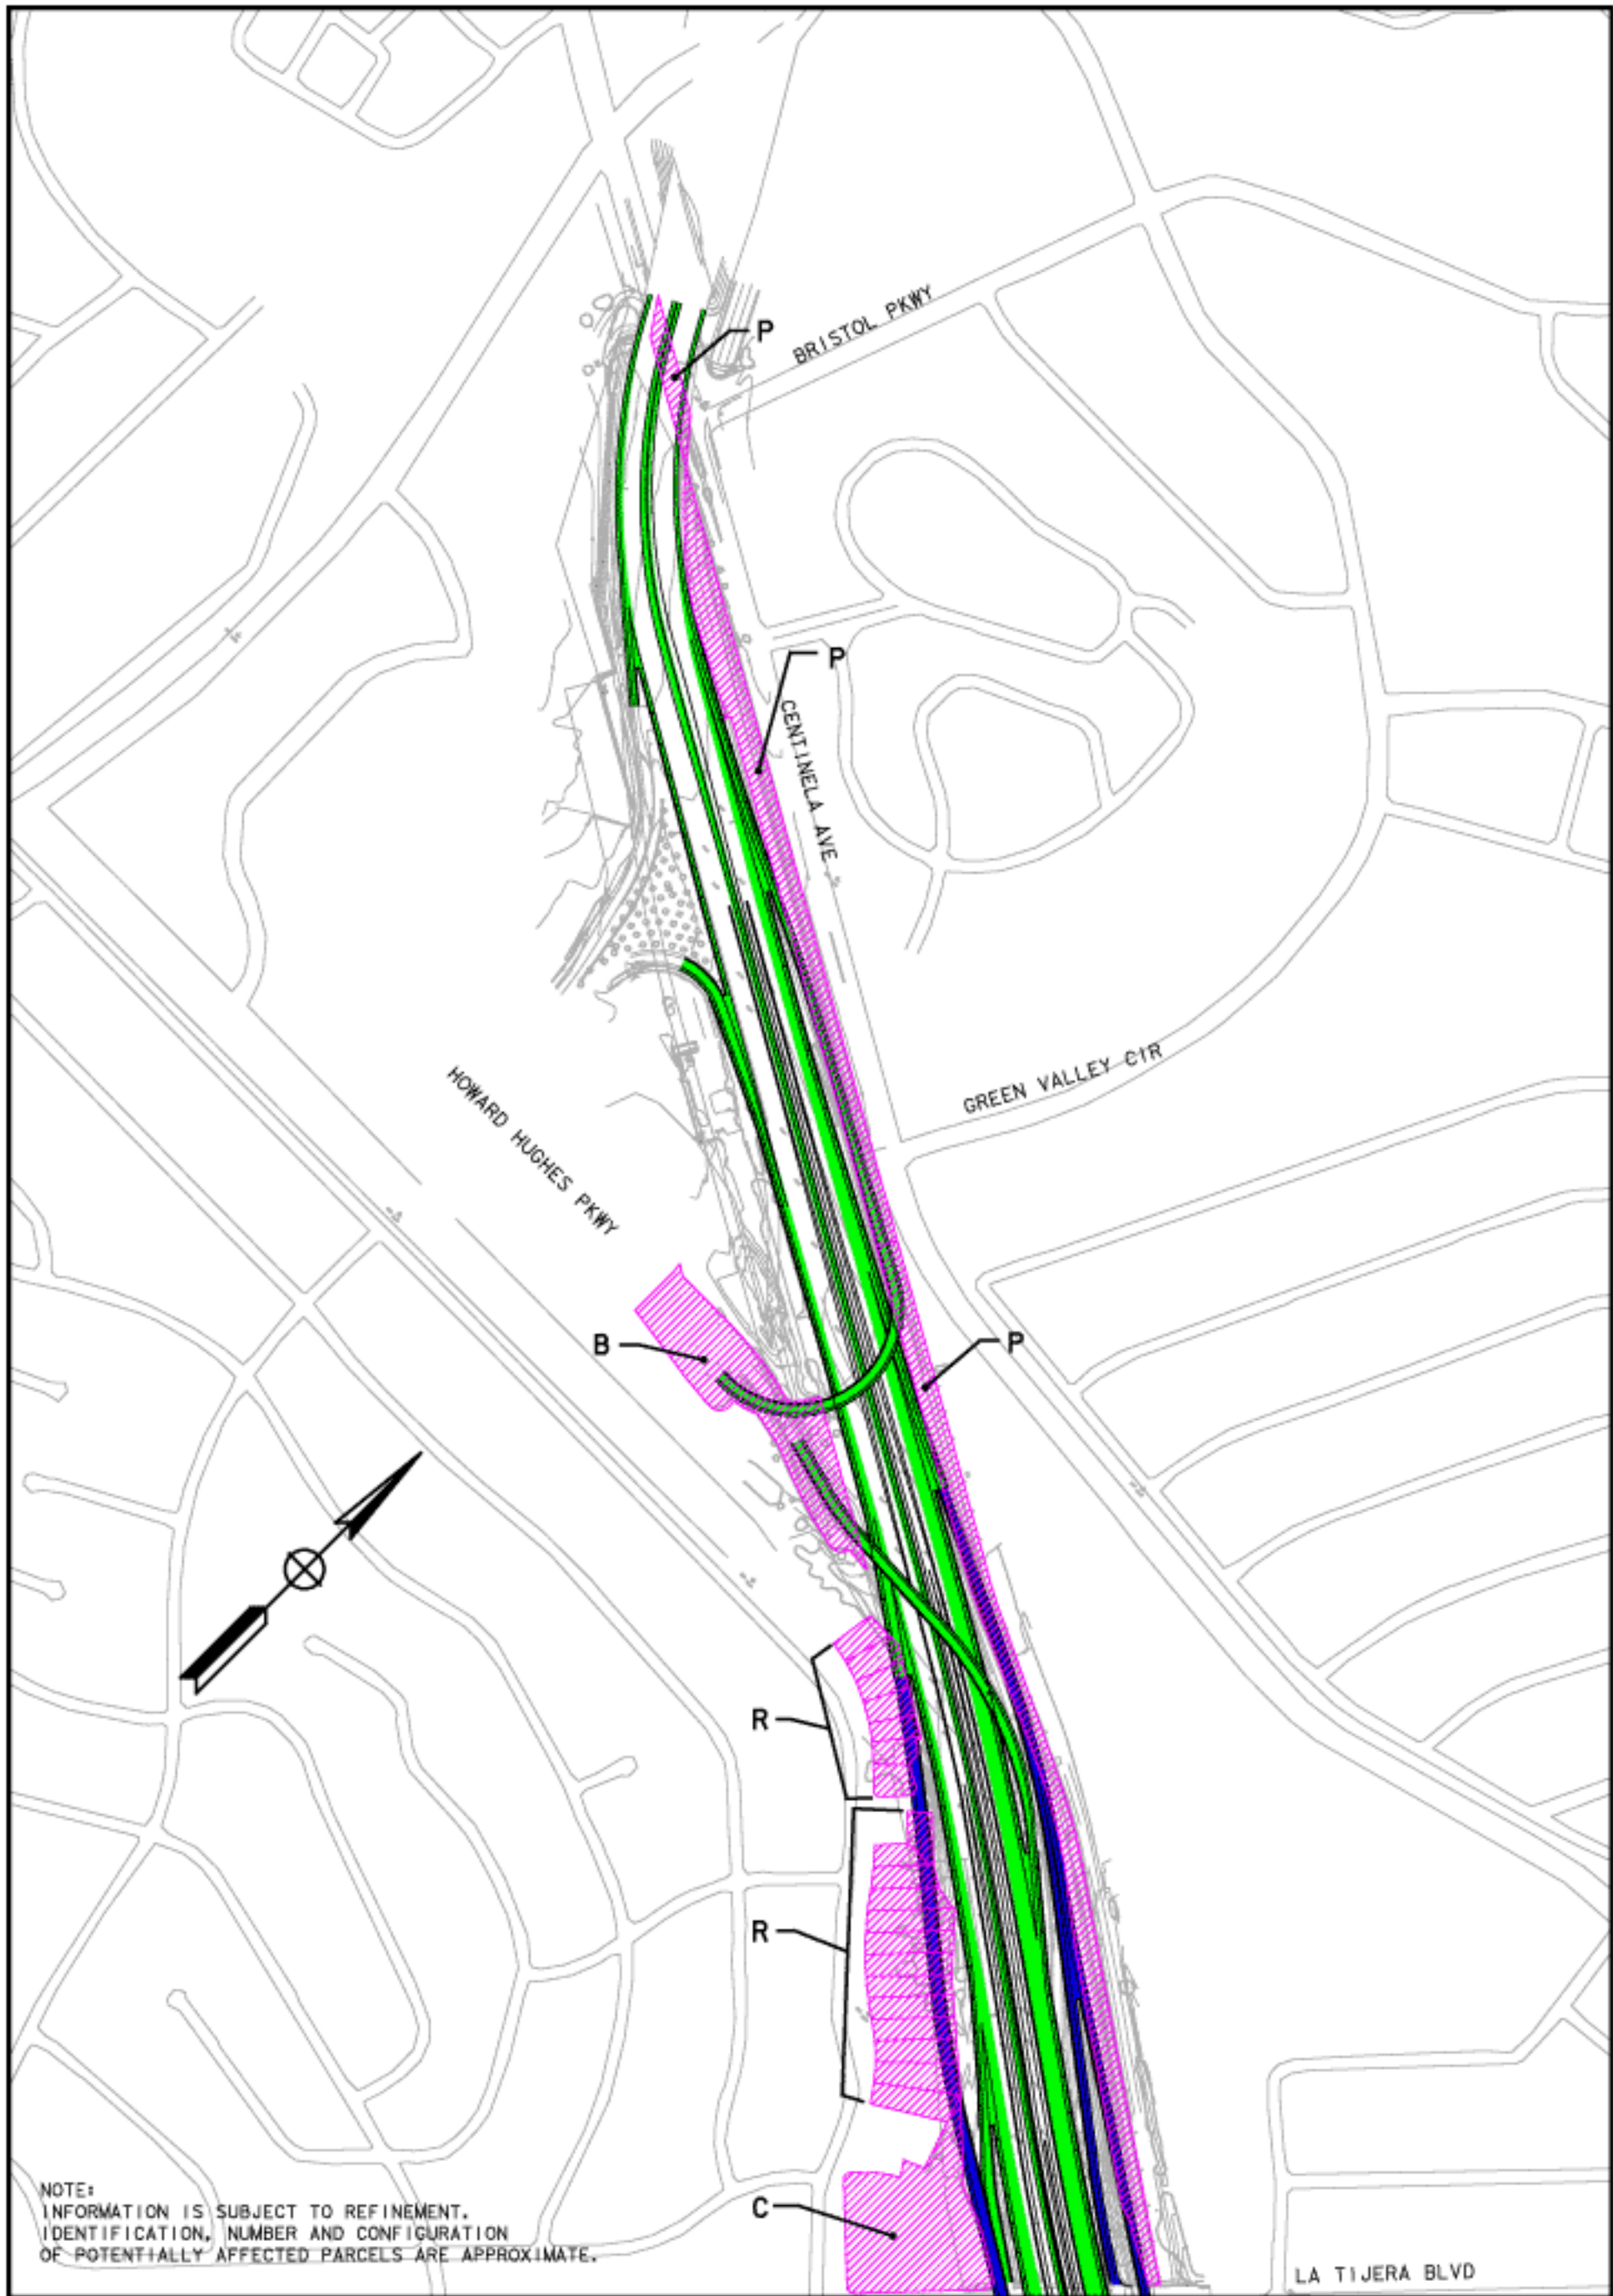 P
BRISTOL PKWY
P
CENTINELA AVE
GREEN VALLEY CIR
HOWARD HUGHES PKWY
B
P
R
R
C
NOTE:
INFORMATION IS SUBJECT TO REFINEMENT.
IDENTIFICATION, NUMBER AND CONFIGURATION
OF POTENTIALLY AFFECTED PARCELS ARE APPROXIMATE.
LA TIJERA BLVD